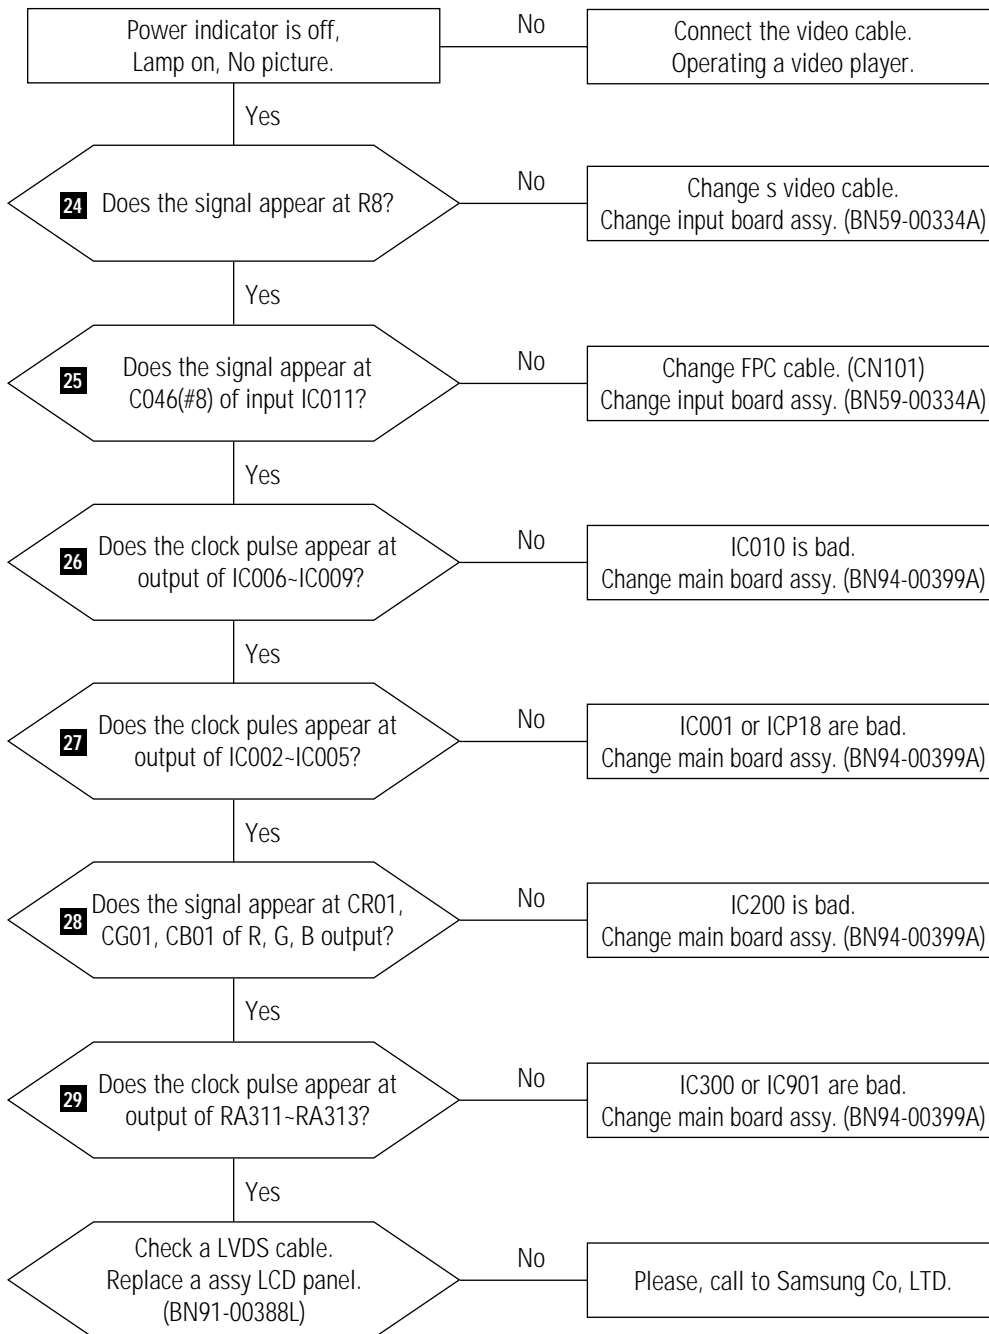 Power indicator is off,
Lamp on, No picture.
No
Connect the video cable.
Operating a video player.
Yes
24 Does the signal appear at R8?
No
Change s video cable.
Change input board assy. (BN59-00334A)
Yes
25 Does the signal appear at
C046(#8) of input IC011?
No
Change FPC cable. (CN101)
Change input board assy. (BN59-00334A)
Yes
26 Does the clock pulse appear at
output of IC006~IC009?
No
IC010 is bad.
Change main board assy. (BN94-00399A)
Yes
27 Does the clock pules appear at
output of IC002~IC005?
No
IC001 or ICP18 are bad.
Change main board assy. (BN94-00399A)
Yes
28 Does the signal appear at CR01,
CG01, CB01 of R, G, B output?
No
IC200 is bad.
Change main board assy. (BN94-00399A)
Yes
29 Does the clock pulse appear at
output of RA311~RA313?
No
IC300 or IC901 are bad.
Change main board assy. (BN94-00399A)
Yes
Check a LVDS cable.
Replace a assy LCD panel.
(BN91-00388L)
No
Please, call to Samsung Co, LTD.